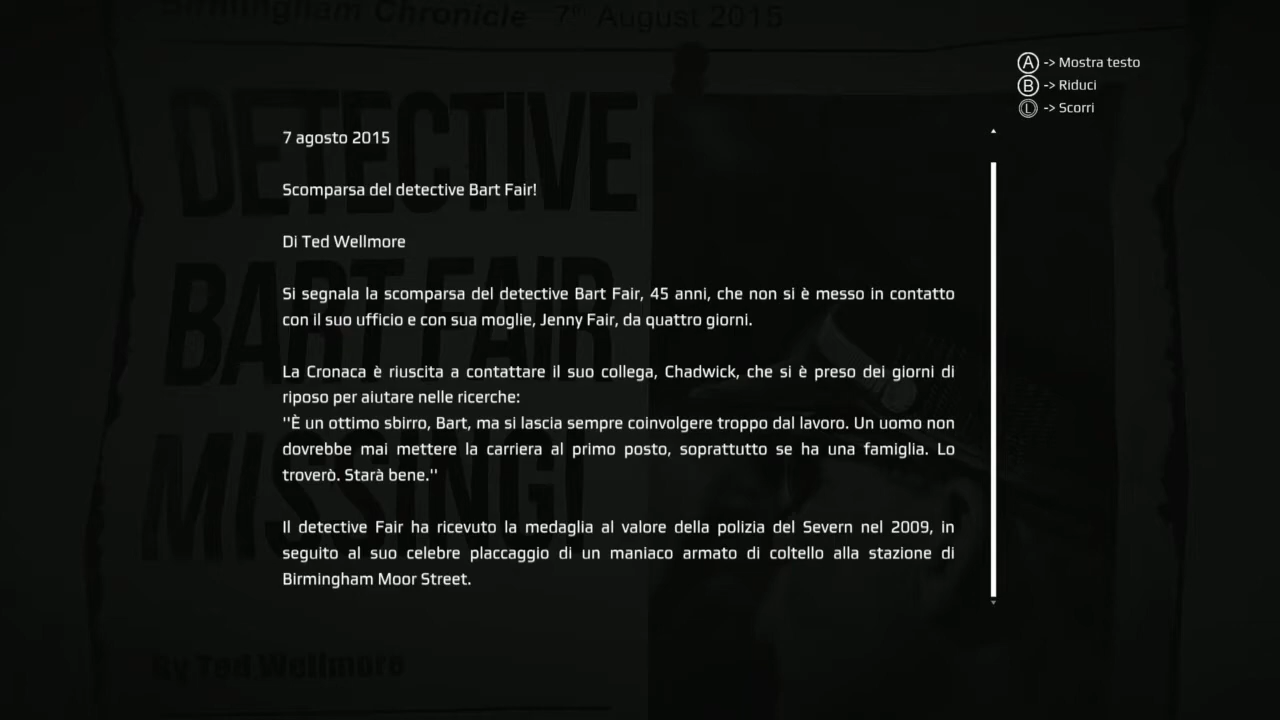 Birmingham Chronicle 7th August 2015
DETECTIVE
BART FAIR
MISSING!
By Ted Wellmore
A -> Mostra testo
B -> Riduci
L -> Scorri
7 agosto 2015
Scomparsa del detective Bart Fair!
Di Ted Wellmore
Si segnala la scomparsa del detective Bart Fair, 45 anni, che non si è messo in contatto
con il suo ufficio e con sua moglie, Jenny Fair, da quattro giorni.
La Cronaca è riuscita a contattare il suo collega, Chadwick, che si è preso dei giorni di
riposo per aiutare nelle ricerche:
''È un ottimo sbirro, Bart, ma si lascia sempre coinvolgere troppo dal lavoro. Un uomo non
dovrebbe mai mettere la carriera al primo posto, soprattutto se ha una famiglia. Lo
troverò. Starà bene.''
Il detective Fair ha ricevuto la medaglia al valore della polizia del Severn nel 2009, in
seguito al suo celebre placcaggio di un maniaco armato di coltello alla stazione di
Birmingham Moor Street.